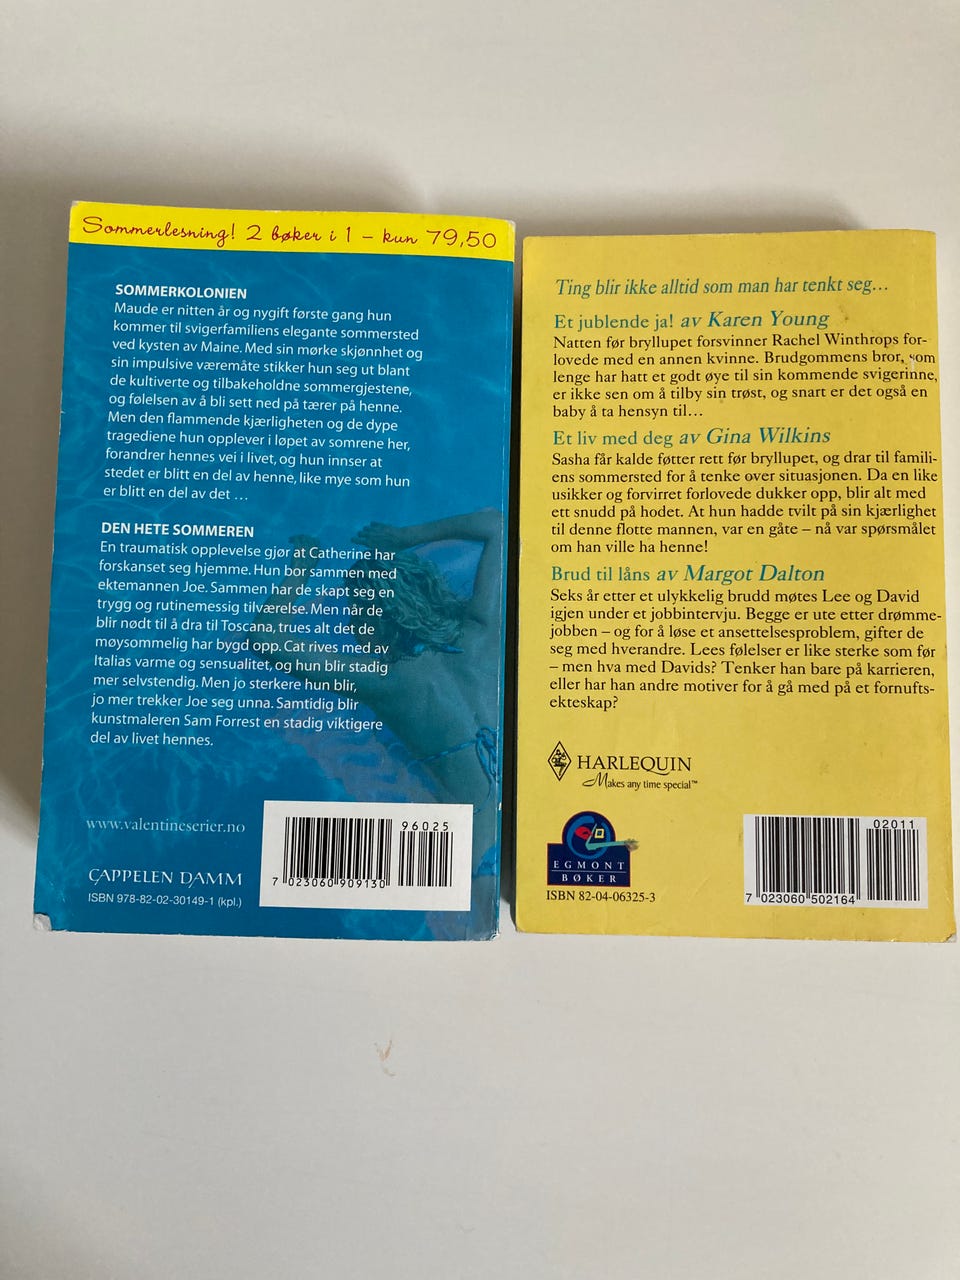 Sommerlesning! 2 bøker i 1 – kun 79,50
SOMMERKOLONIEN
Maude er nitten år og nygift første gang hun
kommer til svigerfamiliens elegante sommersted
ved kysten av Maine. Med sin mørke skjønnhet og
sin impulsive væremåte stikker hun seg ut blant
de kultiverte og tilbakeholdne sommergjestene,
og følelsen av å bli sett ned på tærer på henne.
Men den flammende kjærligheten og de dype
tragediene hun opplever i løpet av somrene her,
forandrer hennes vei i livet, og hun innser at
stedet er blitt en del av henne, like mye som hun
er blitt en del av det ...
DEN HETE SOMMEREN
En traumatisk opplevelse gjør at Catherine har
forskanset seg hjemme. Hun bor sammen med
ektemannen Joe. Sammen har de skapt seg en
trygg og rutinemessig tilværelse. Men når de
blir nødt til å dra til Toscana, trues alt det de
møysommelig har bygd opp. Cat rives med av
Italias varme og sensualitet, og hun blir stadig
mer selvstendig. Men jo sterkere hun blir,
jo mer trekker Joe seg unna. Samtidig blir
kunstmaleren Sam Forrest en stadig viktigere
del av livet hennes.
www.valentineserier.no
CAPPELEN DAMM
ISBN 978-82-02-30149-1 (kpl.)
96025
7 023060 909130
Ting blir ikke alltid som man har tenkt seg...
Et jublende ja! av Karen Young
Natten før bryllupet forsvinner Rachel Winthrops for-
lovede med en annen kvinne. Brudgommens bror, som
lenge har hatt et godt øye til sin kommende svigerinne,
er ikke sen om å tilby sin trøst, og snart er det også en
baby å ta hensyn til...
Et liv med deg av Gina Wilkins
Sasha får kalde føtter rett før bryllupet, og drar til famili-
ens sommersted for å tenke over situasjonen. Da en like
usikker og forvirret forlovede dukker opp, blir alt med
ett snudd på hodet. At hun hadde tvilt på sin kjærlighet
til denne flotte mannen, var en gåte – nå var spørsmålet
om han ville ha henne!
Brud til låns av Margot Dalton
Seks år etter et ulykkelig brudd møtes Lee og David
igjen under et jobbintervju. Begge er ute etter drømme-
jobben – og for å løse et ansettelsesproblem, gifter de
seg med hverandre. Lees følelser er like sterke som før
– men hva med Davids? Tenker han bare på karrieren,
eller har han andre motiver for å gå med på et fornufts-
ekteskap?
HARLEQUIN
Makes any time special™
EGMONT
BØKER
ISBN 82-04-06325-3
02011
7 023060 502164